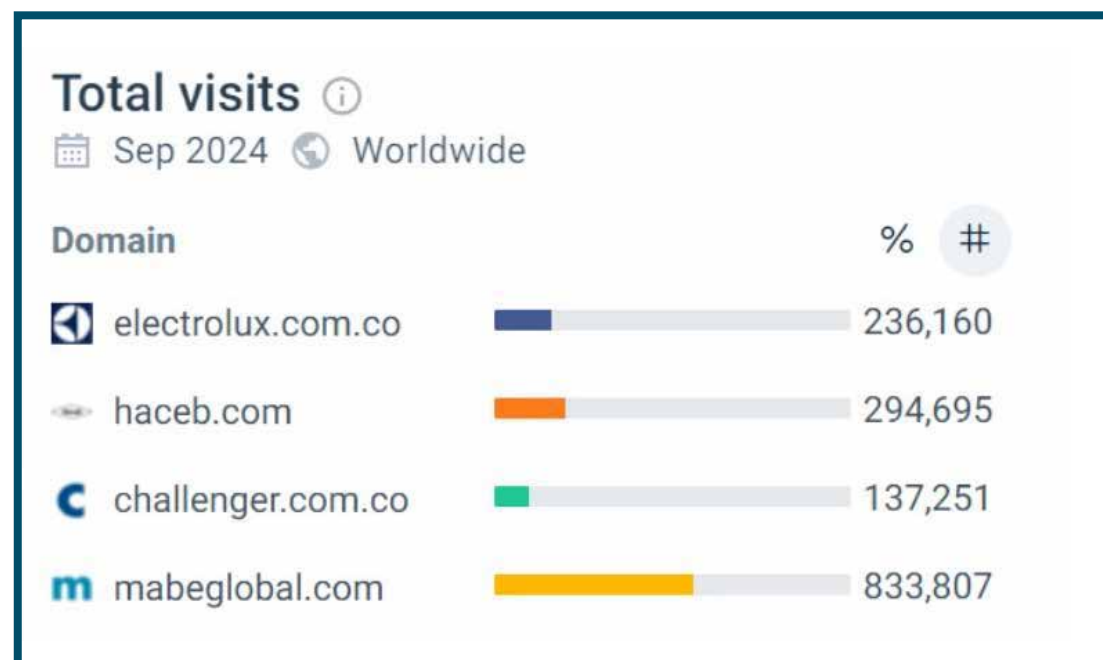 Total visits
Sep 2024 Worldwide
Domain % #
electrolux.com.co 236,160
haceb.com 294,695
challenger.com.co 137,251
mabeglobal.com 833,807